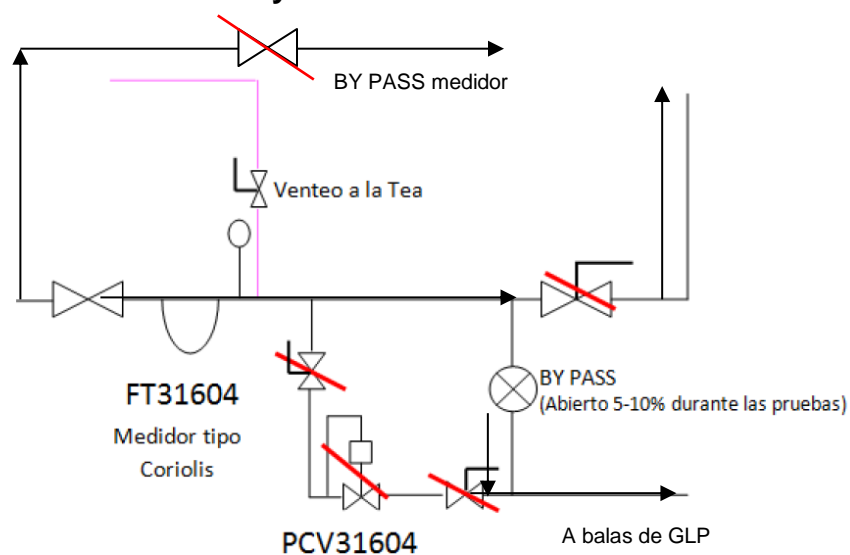 BY PASS medidor
Venteo a la Tea
FT31604
Medidor tipo
Coriolis
BY PASS
(Abierto 5-10% durante las pruebas)
PCV31604
A balas de GLP